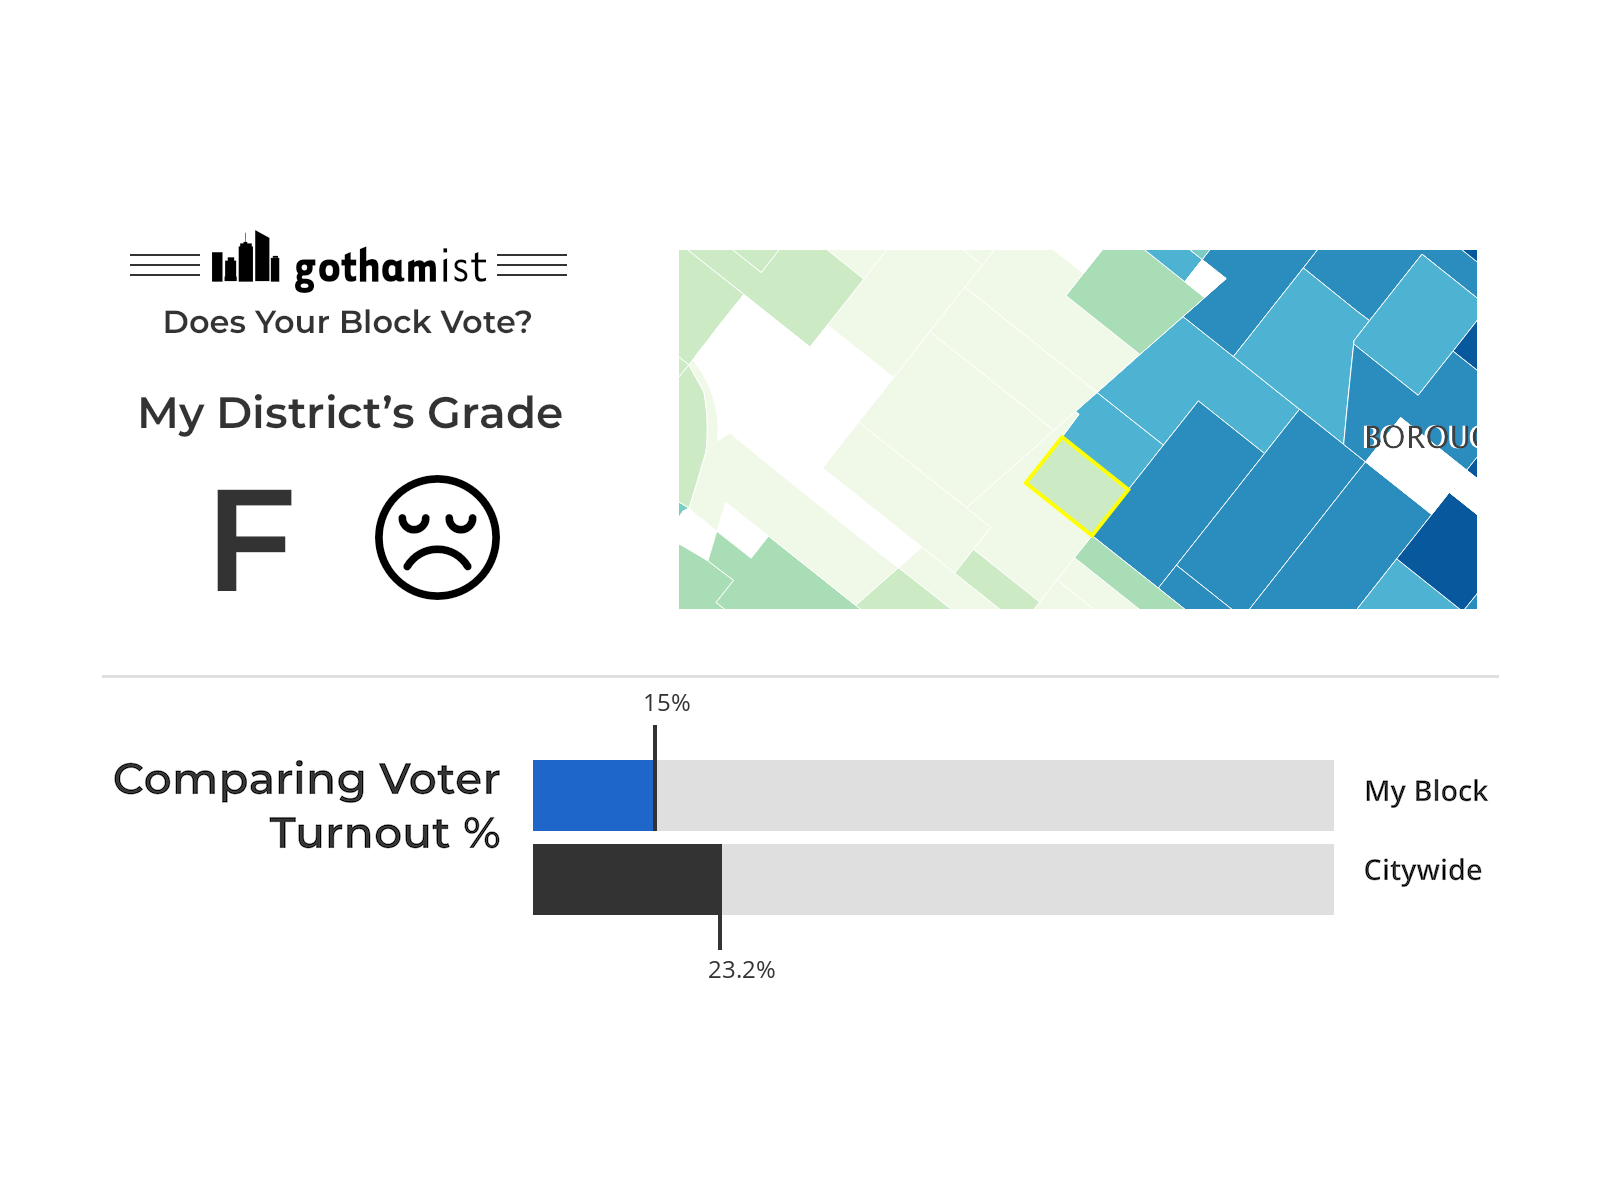 gothamist
Does Your Block Vote?
My District’s Grade
F
BOROUG
15%
Comparing Voter
Turnout %
My Block
Citywide
23.2%